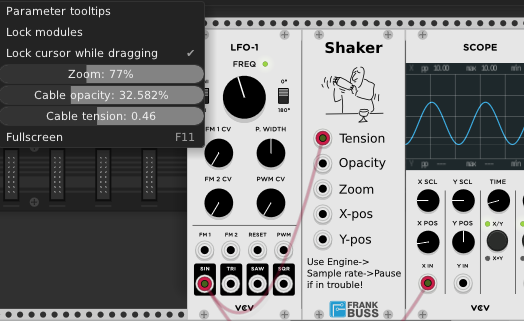 Parameter tooltips
Lock modules
Lock cursor while dragging ✔
Zoom: 77%
Cable opacity: 32.582%
Cable tension: 0.46
Fullscreen F11
LFO-1
FREQ
0°
180°
FM 1 CV
P. WIDTH
FM 2 CV
PWM CV
FM 1 FM 2 RESET PWM
SIN TRI SAW SQR
VCV
Shaker
Tension
Opacity
Zoom
X-pos
Y-pos
Use Engine->
Sample rate->Pause
if in trouble!
FRANK
BUSS
SCOPE
X pp 10.00 max 10.00
X SCL Y SCL TIME
X POS Y POS
X/Y
X×Y
X IN Y IN
VCV